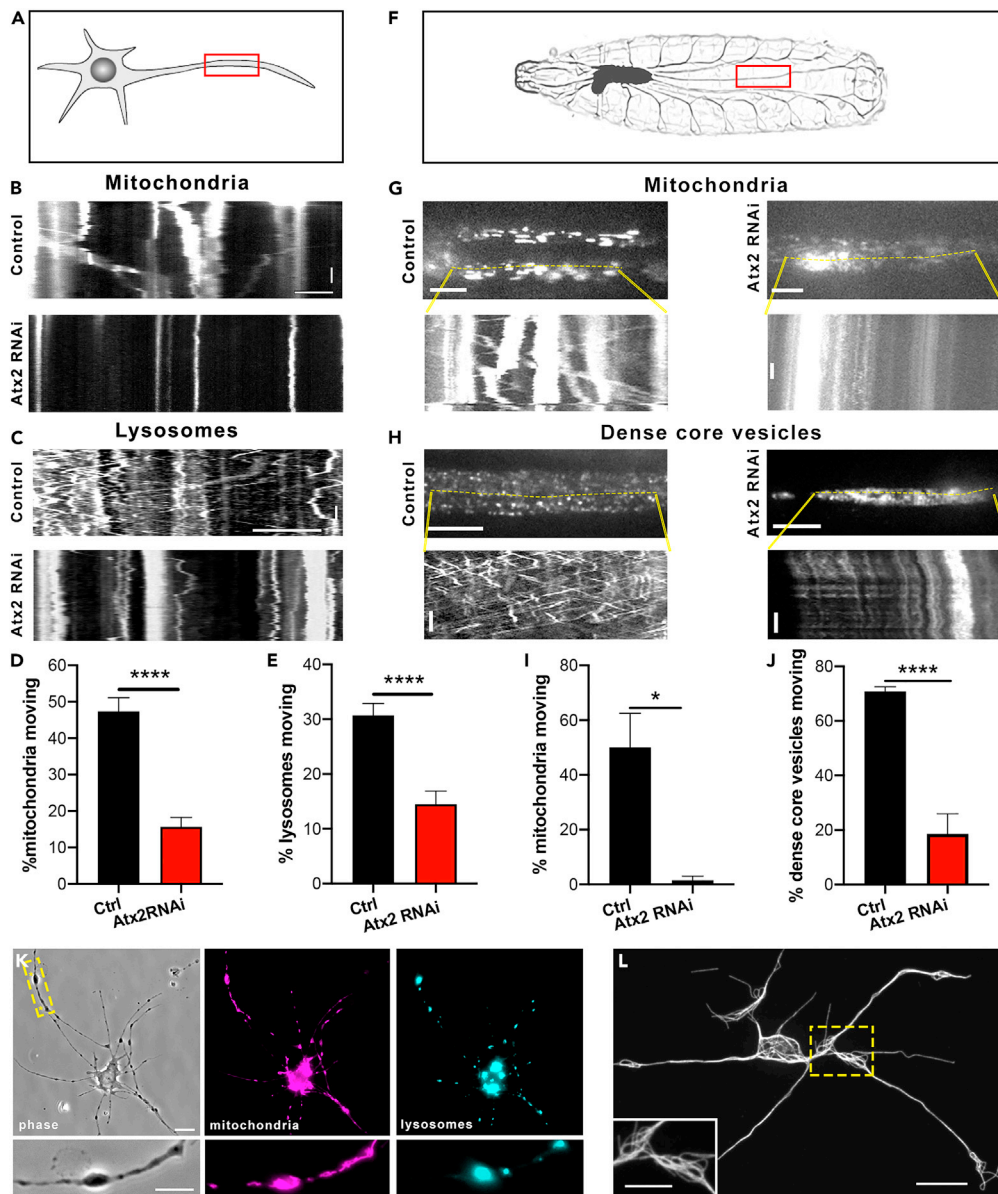 A
F
B
Mitochondria
Control
Atx2 RNAi
C
Lysosomes
Control
Atx2 RNAi
G
Mitochondria
Control
Atx2 RNAi
H
Dense core vesicles
Control
Atx2 RNAi
D
%mitochondria moving
60
50
40
30
20
10
0
****
Ctrl
Atx2RNAi
E
% lysosomes moving
40
30
20
10
0
****
Ctrl
Atx2 RNAi
I
% mitochondria moving
80
60
40
20
0
*
Ctrl
Atx2 RNAi
J
% dense core vesicles moving
80
60
40
20
0
****
Ctrl
Atx2 RNAi
K
phase
mitochondria
lysosomes
L